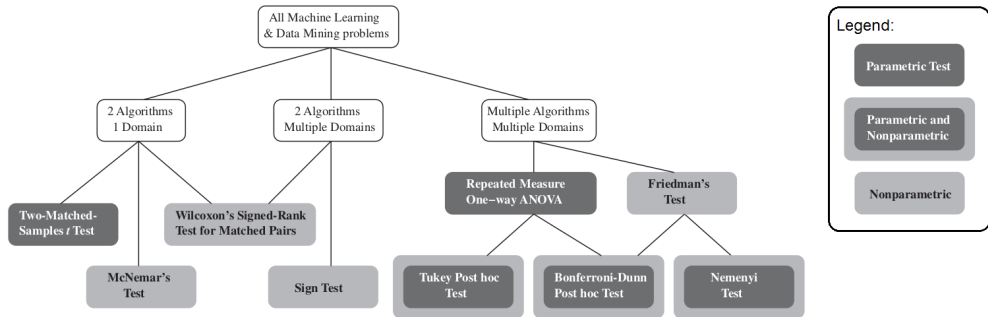 All Machine Learning
& Data Mining problems
2 Algorithms
1 Domain
2 Algorithms
Multiple Domains
Multiple Algorithms
Multiple Domains
Repeated Measure
One-way ANOVA
Friedman's
Test
Two-Matched-
Samples t Test
Wilcoxon's Signed-Rank
Test for Matched Pairs
McNemar's
Test
Sign Test
Tukey Post hoc
Test
Bonferroni-Dunn
Post hoc Test
Nemenyi
Test
Legend:
Parametric Test
Parametric and
Nonparametric
Nonparametric